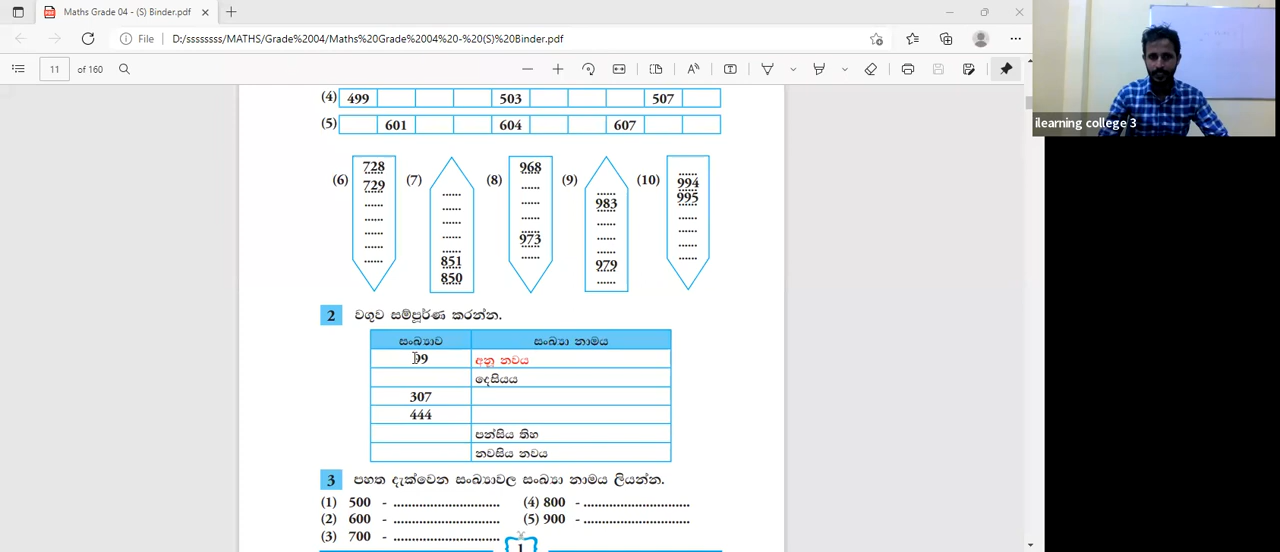 Maths Grade 04 - (S) Binder.pdf
File D:/ssssssss/MATHS/Grade%2004/Maths%20Grade%2004%20-%20(S)%20Binder.pdf
11 of 160
(4) 499 503 507
(5) 601 604 607
(6) 728 729
(7) 851 850
(8) 968 973
(9) 983 979
(10) 994 995
2 වගුව සම්පූර්ණ කරන්න.
සංඛ්‍යාව සංඛ්‍යා නාමය
99 අනූ නවය
දෙසියය
307
444
පන්සිය තිහ
නවසිය නවය
3 පහත දැක්වෙන සංඛ්‍යාවල සංඛ්‍යා නාමය ලියන්න.
(1) 500 - ............................ (4) 800 - ............................
(2) 600 - ............................ (5) 900 - ............................
(3) 700 - ............................
1
ilearning college 3